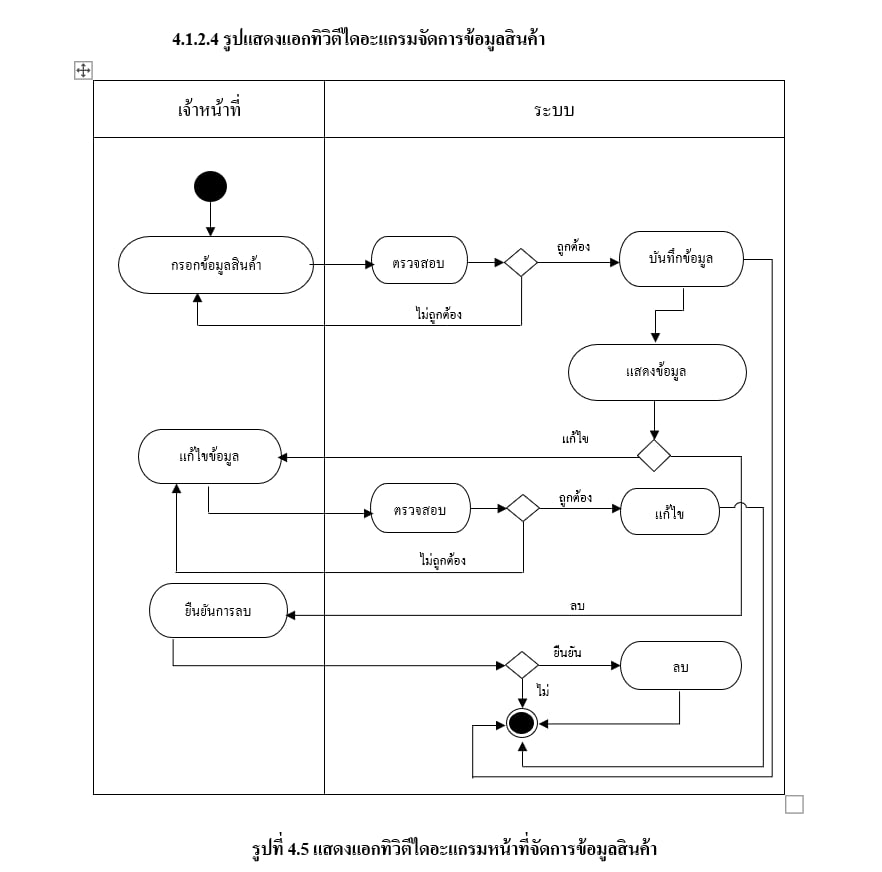 4.1.2.4 รูปแสดงแอกทิวิตีไดอะแกรมจัดการข้อมูลสินค้า
เจ้าหน้าที่
ระบบ
กรอกข้อมูลสินค้า
ตรวจสอบ
ถูกต้อง
บันทึกข้อมูล
ไม่ถูกต้อง
แสดงข้อมูล
แก้ไข
แก้ไขข้อมูล
ตรวจสอบ
ถูกต้อง
แก้ไข
ไม่ถูกต้อง
ยืนยันการลบ
ลบ
ยืนยัน
ลบ
ไม่
รูปที่ 4.5 แสดงแอกทิวิตีไดอะแกรมหน้าที่จัดการข้อมูลสินค้า